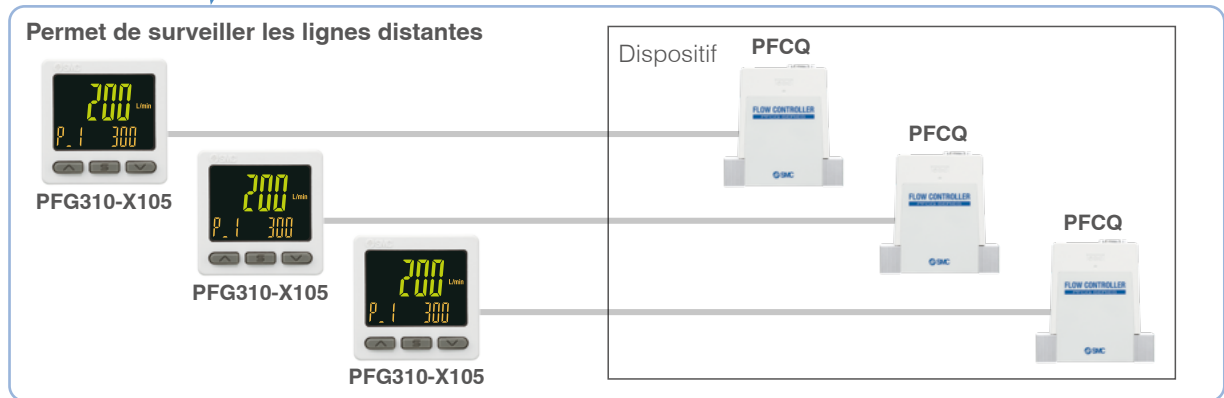 Permet de surveiller les lignes distantes
200 L/min
P_1 300
PFG310-X105
200 L/min
P_1 300
PFG310-X105
200 L/min
P_1 300
PFG310-X105
Dispositif
PFCQ
FLOW CONTROLLER
SMC
PFCQ
FLOW CONTROLLER
SMC
PFCQ
FLOW CONTROLLER
SMC